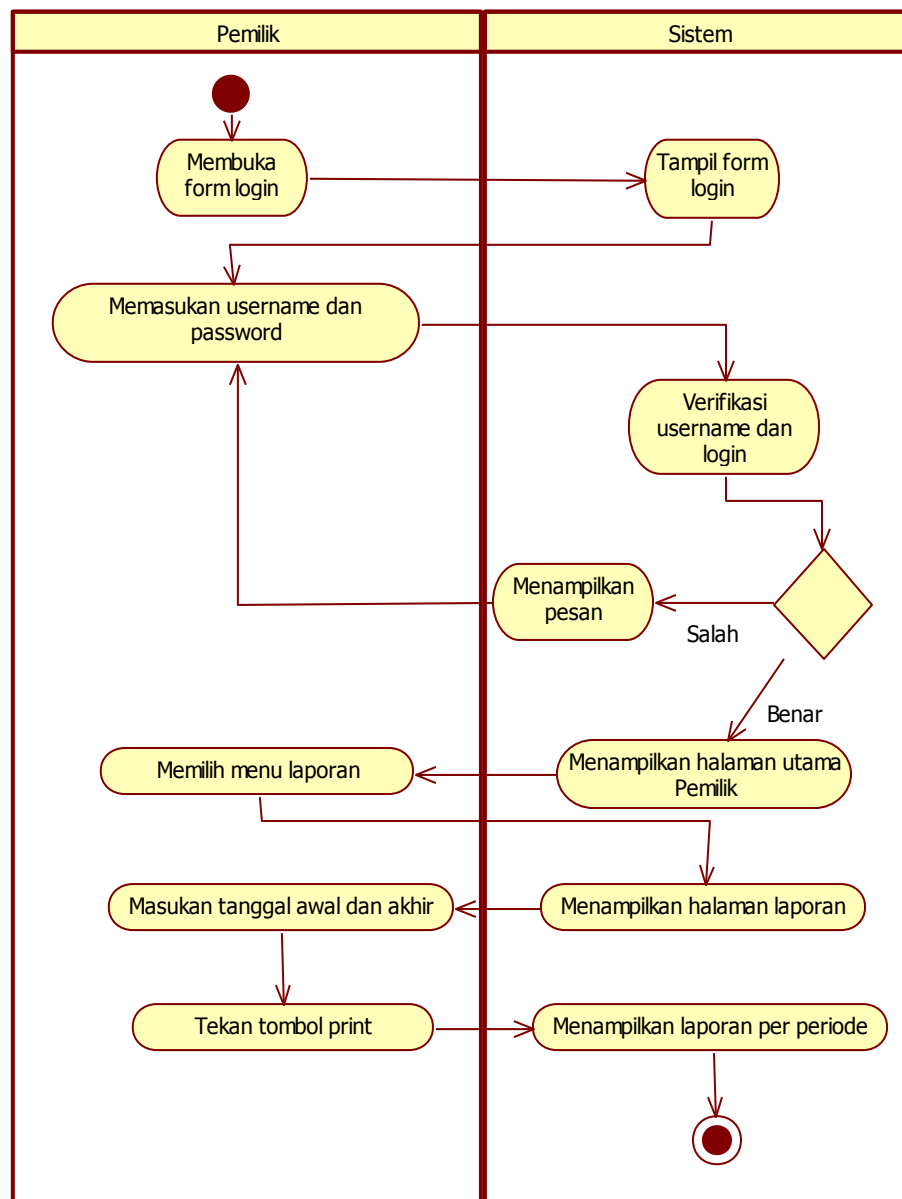 Pemilik
Sistem
Membuka
form login
Tampil form
login
Memasukan username dan
password
Verifikasi
username dan
login
Menampilkan
pesan
Salah
Benar
Memilih menu laporan
Menampilkan halaman utama
Pemilik
Masukan tanggal awal dan akhir
Menampilkan halaman laporan
Tekan tombol print
Menampilkan laporan per periode